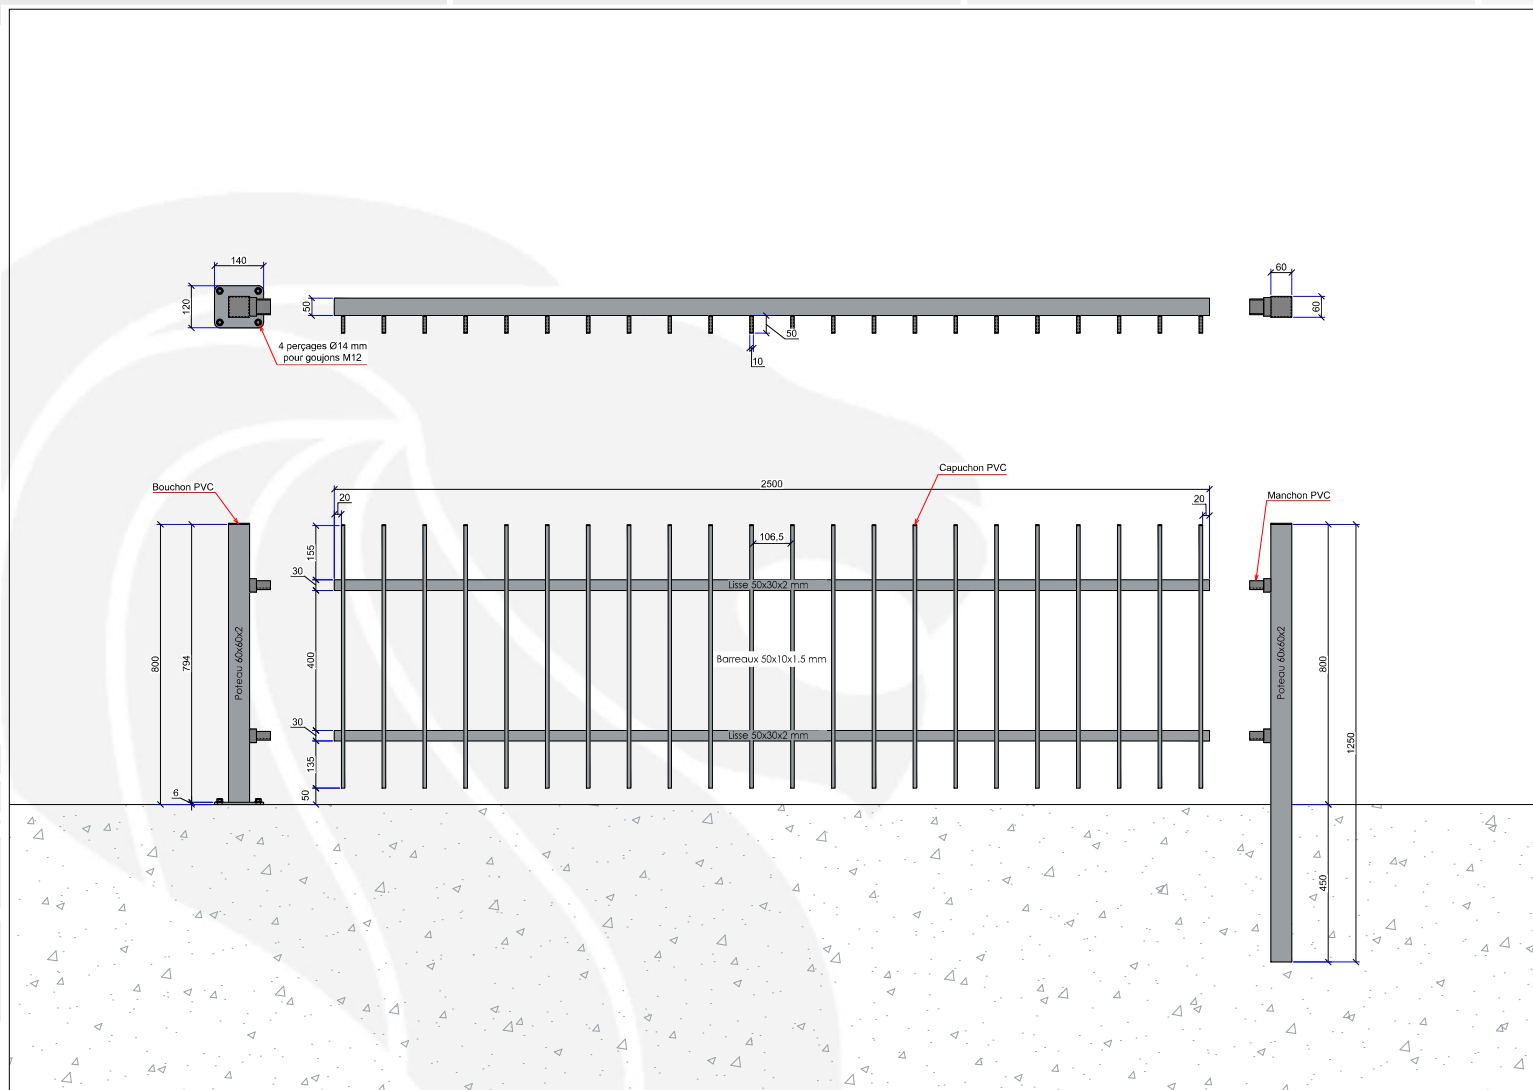 140
120
4 perçages Ø14 mm
pour goujons M12
50
50
10
60
60
Bouchon PVC
Capuchon PVC
Manchon PVC
2500
20
20
155
106,5
30
Lisse 50x30x2 mm
400
Barreaux 50x10x1.5 mm
30
Lisse 50x30x2 mm
135
50
800
794
6
Poteau 60x60x2
Poteau 60x60x2
800
1250
450